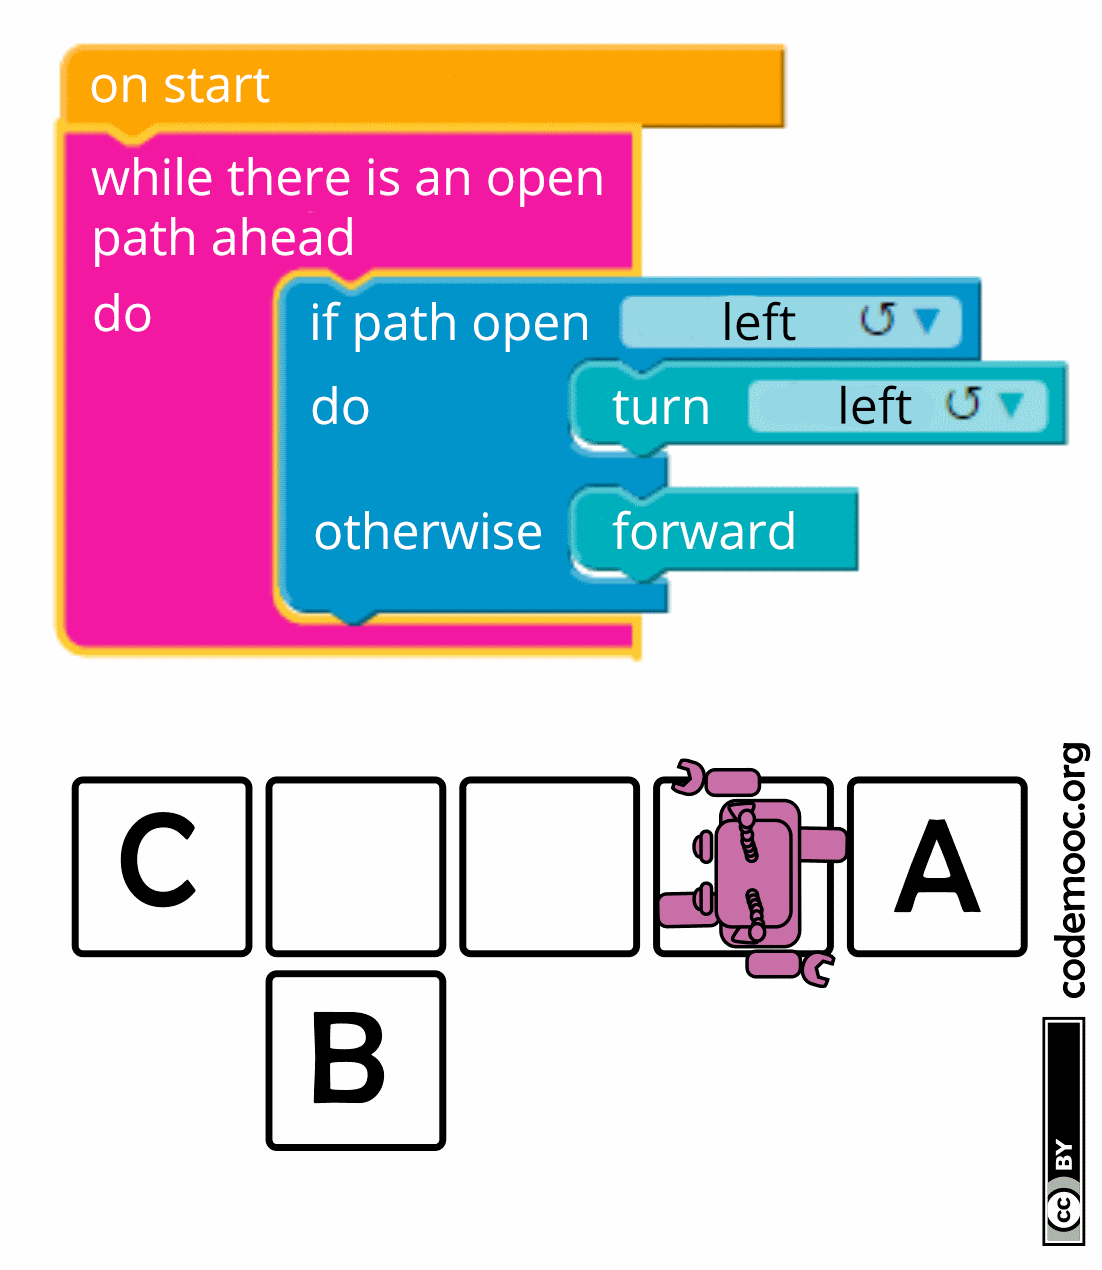 on start
while there is an open
path ahead
do
if path open left
do
turn left
otherwise
forward
C
A
B
codemooc.org
cc BY